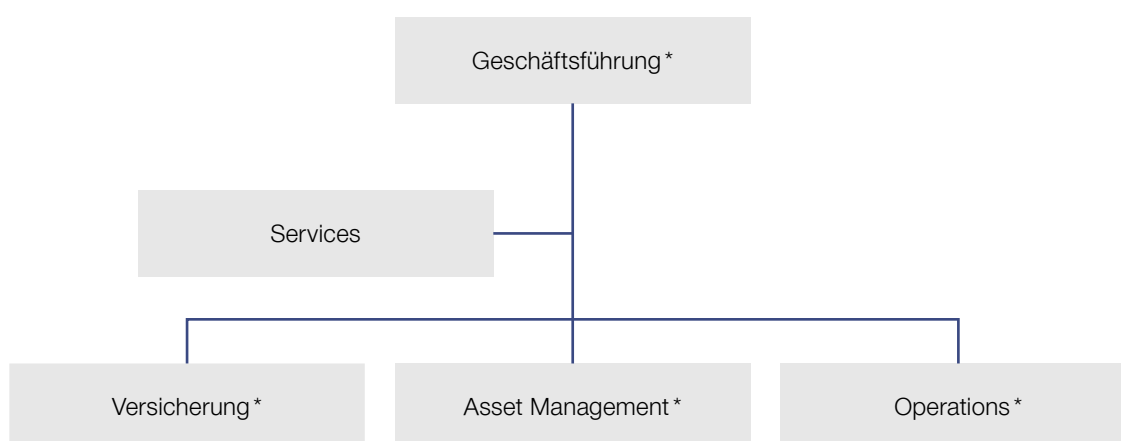 Geschäftsführung*
Services
Versicherung*
Asset Management*
Operations*